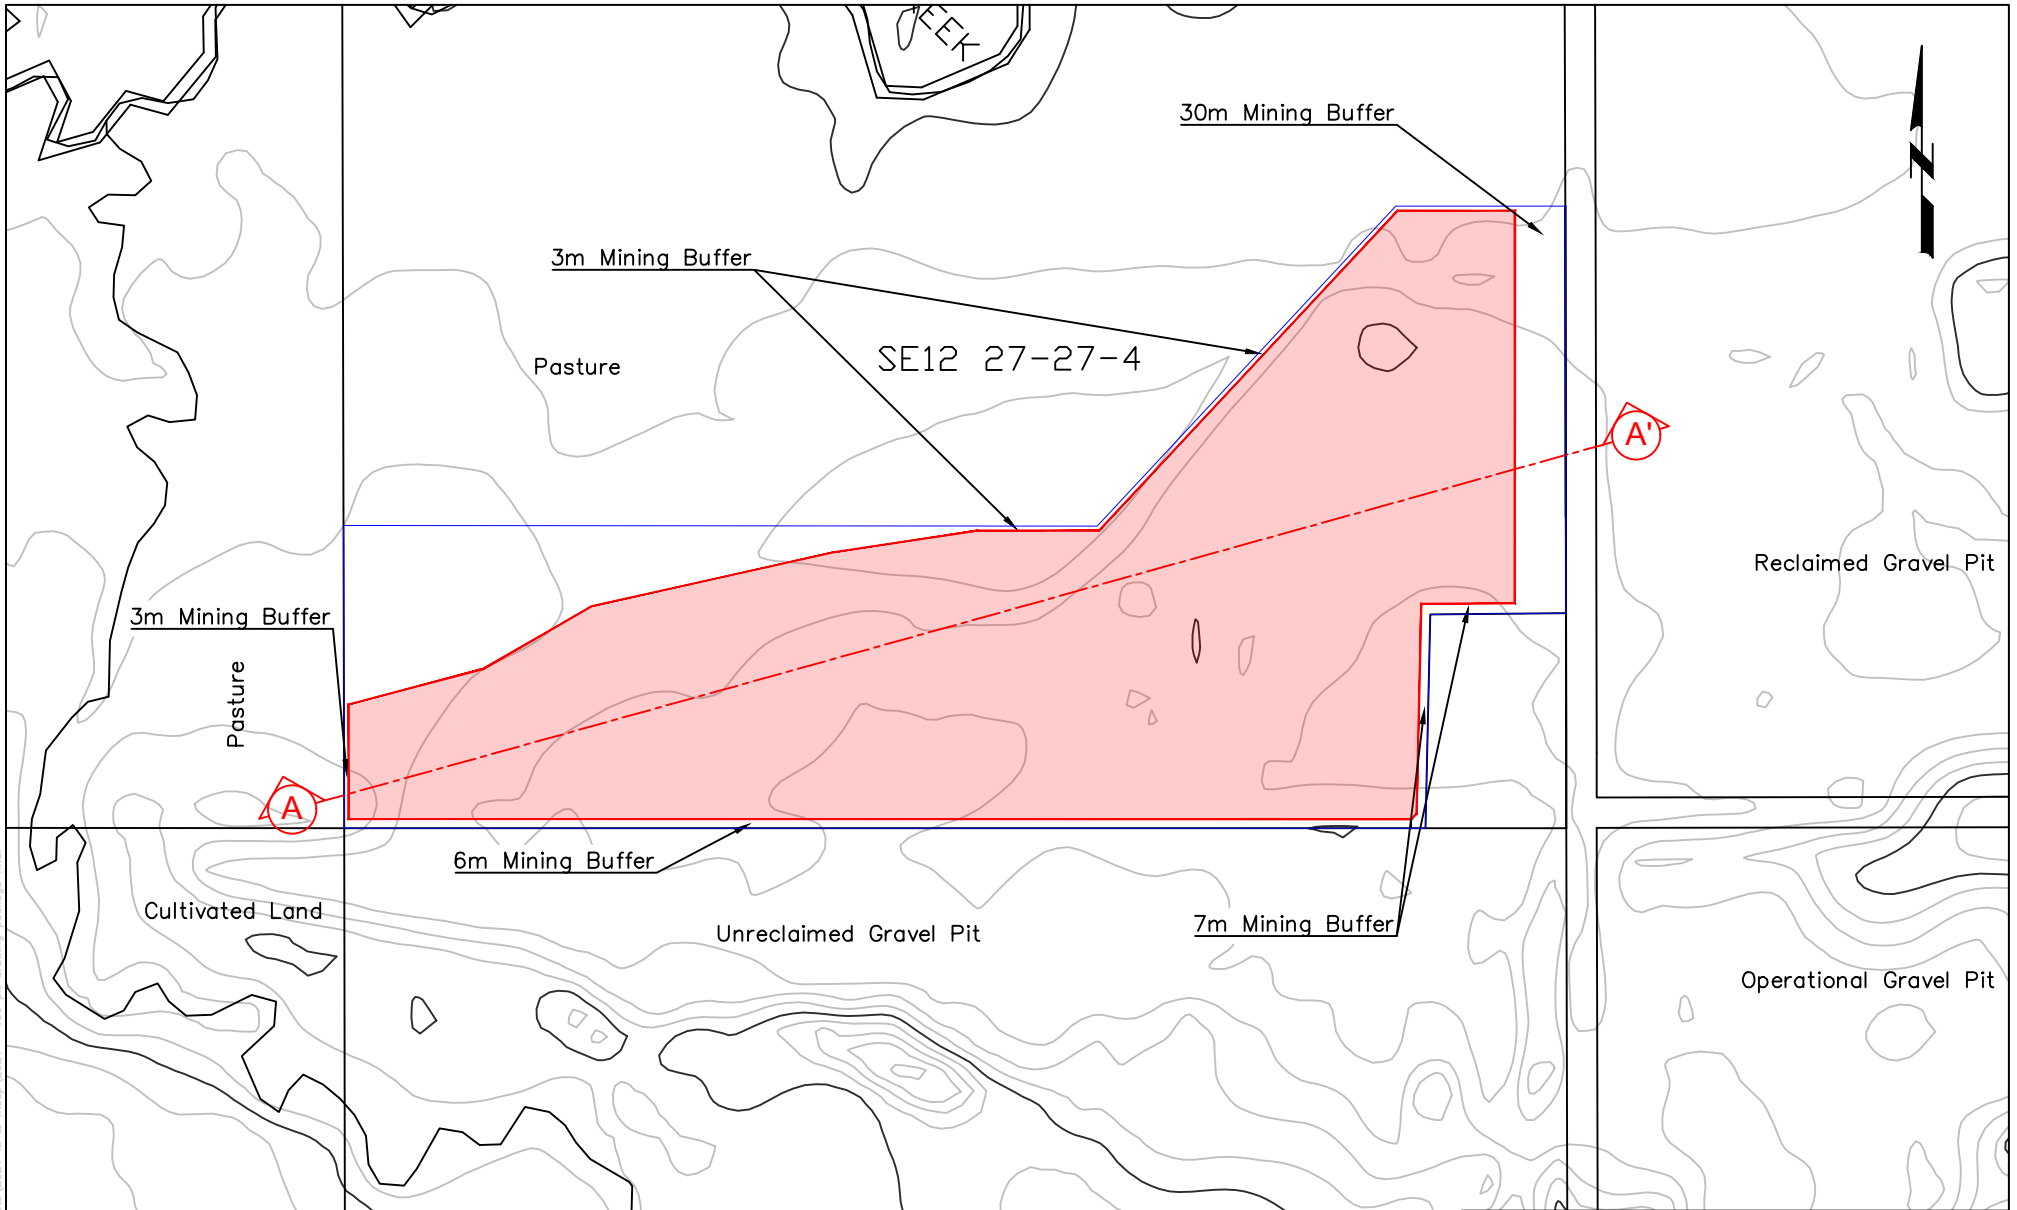 EEK
30m Mining Buffer
3m Mining Buffer
SE12 27-27-4
Pasture
A'
Reclaimed Gravel Pit
3m Mining Buffer
Pasture
A
6m Mining Buffer
Cultivated Land
7m Mining Buffer
Unreclaimed Gravel Pit
Operational Gravel Pit
N